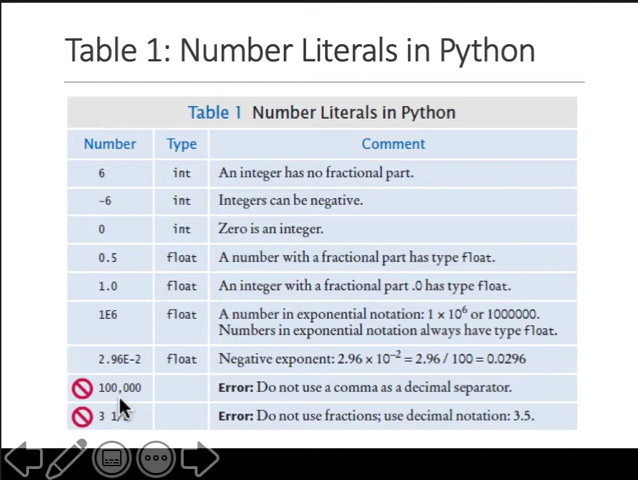 Table 1: Number Literals in Python
Table 1 Number Literals in Python
Number Type Comment
6 int An integer has no fractional part.
-6 int Integers can be negative.
0 int Zero is an integer.
0.5 float A number with a fractional part has type float.
1.0 float An integer with a fractional part .0 has type float.
1E6 float A number in exponential notation: 1 × 10⁶ or 1000000.
Numbers in exponential notation always have type float.
2.96E-2 float Negative exponent: 2.96 × 10⁻² = 2.96 / 100 = 0.0296
100,000 Error: Do not use a comma as a decimal separator.
3 Error: Do not use fractions; use decimal notation: 3.5.